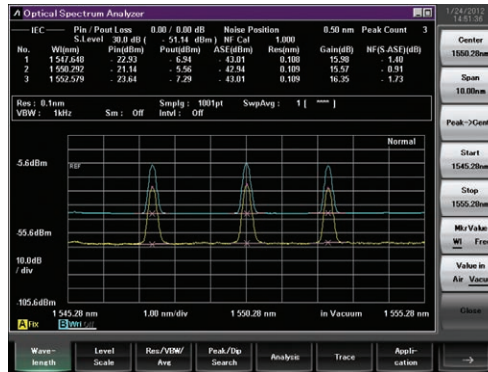 Optical Spectrum Analyzer
1/24/2012
14:51:36
IEC Pin / Pout Loss 0.00 / 0.00 dB Noise Position 0.50 nm Peak Count 3
S.Level 30.0 dB ( - 51.14 dBm ) NF Cal 1.000
No. Wl(nm) Pin(dBm) Pout(dBm) ASE(dBm) Res(nm) Gain(dB) NF(S-ASE)(dB)
1 1 547.648 - 22.93 - 6.94 - 43.01 0.108 15.98 - 1.40
2 1 550.292 - 21.14 - 5.56 - 42.94 0.109 15.57 - 0.91
3 1 552.579 - 23.64 - 7.29 - 43.01 0.109 16.35 - 1.73
Res : 0.1nm Smplg : 1001pt SwpAvg : 1 [ ]
VBW : 1kHz Sm : Off Intvl : Off
Normal
-5.6dBm
REF
-55.6dBm
10.0dB
/ div
-105.6dBm
1 545.28 nm 1.00 nm/div 1 550.28 nm in Vacuum 1 555.28 nm
A Fix B Wri
Center
1550.28nm
Span
10.00nm
Peak->Cent
Start
1545.28nm
Stop
1555.28nm
Mkr Value
Wl Fre
Value in
Air Vacu
Close
Wave-
length
Level
Scale
Res/VBW/
Avg
Peak/Dip
Search
Analysis
Trace
Appli-
cation
→